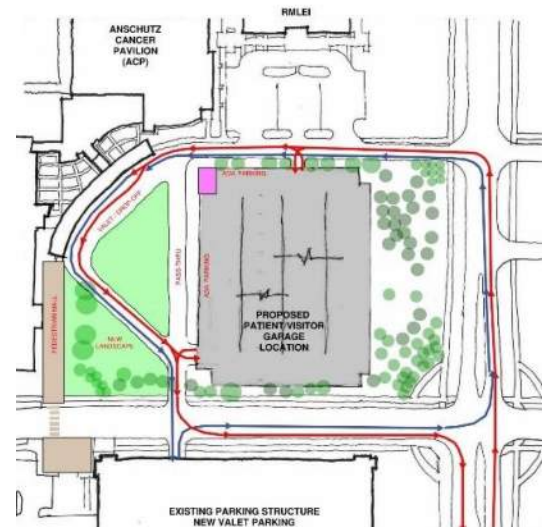 RMLEI
ANSCHUTZ
CANCER
PAVILION
(ACP)
ADA PARKING
VALET / DROP-OFF
PASS-THRU
ADA PARKING
PROPOSED
PATIENT/VISITOR
GARAGE
LOCATION
PEDESTRIAN MALL
NEW
LANDSCAPE
EXISTING PARKING STRUCTURE
NEW VALET PARKING